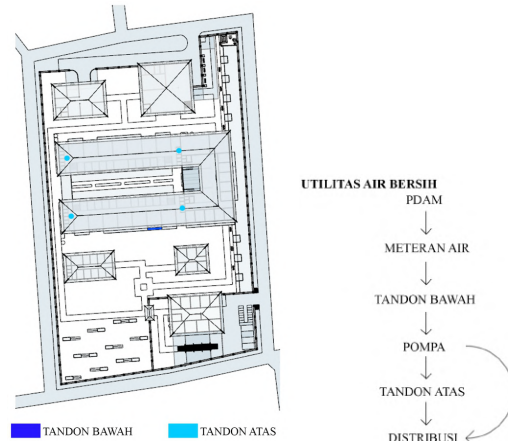 UTILITAS AIR BERSIH
PDAM
METERAN AIR
TANDON BAWAH
POMPA
TANDON ATAS
DISTRIBUSI
TANDON BAWAH
TANDON ATAS